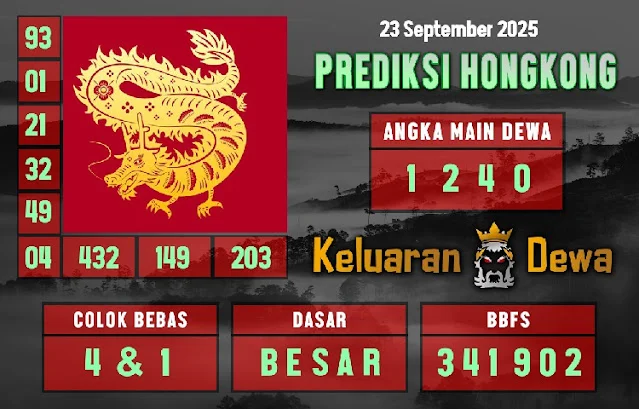 23 September 2025
PREDIKSI HONGKONG
93
01
21
32
49
04 432 149 203
ANGKA MAIN DEWA
1 2 4 0
Keluaran Dewa
COLOK BEBAS
4 & 1
DASAR
BESAR
BBFS
341902